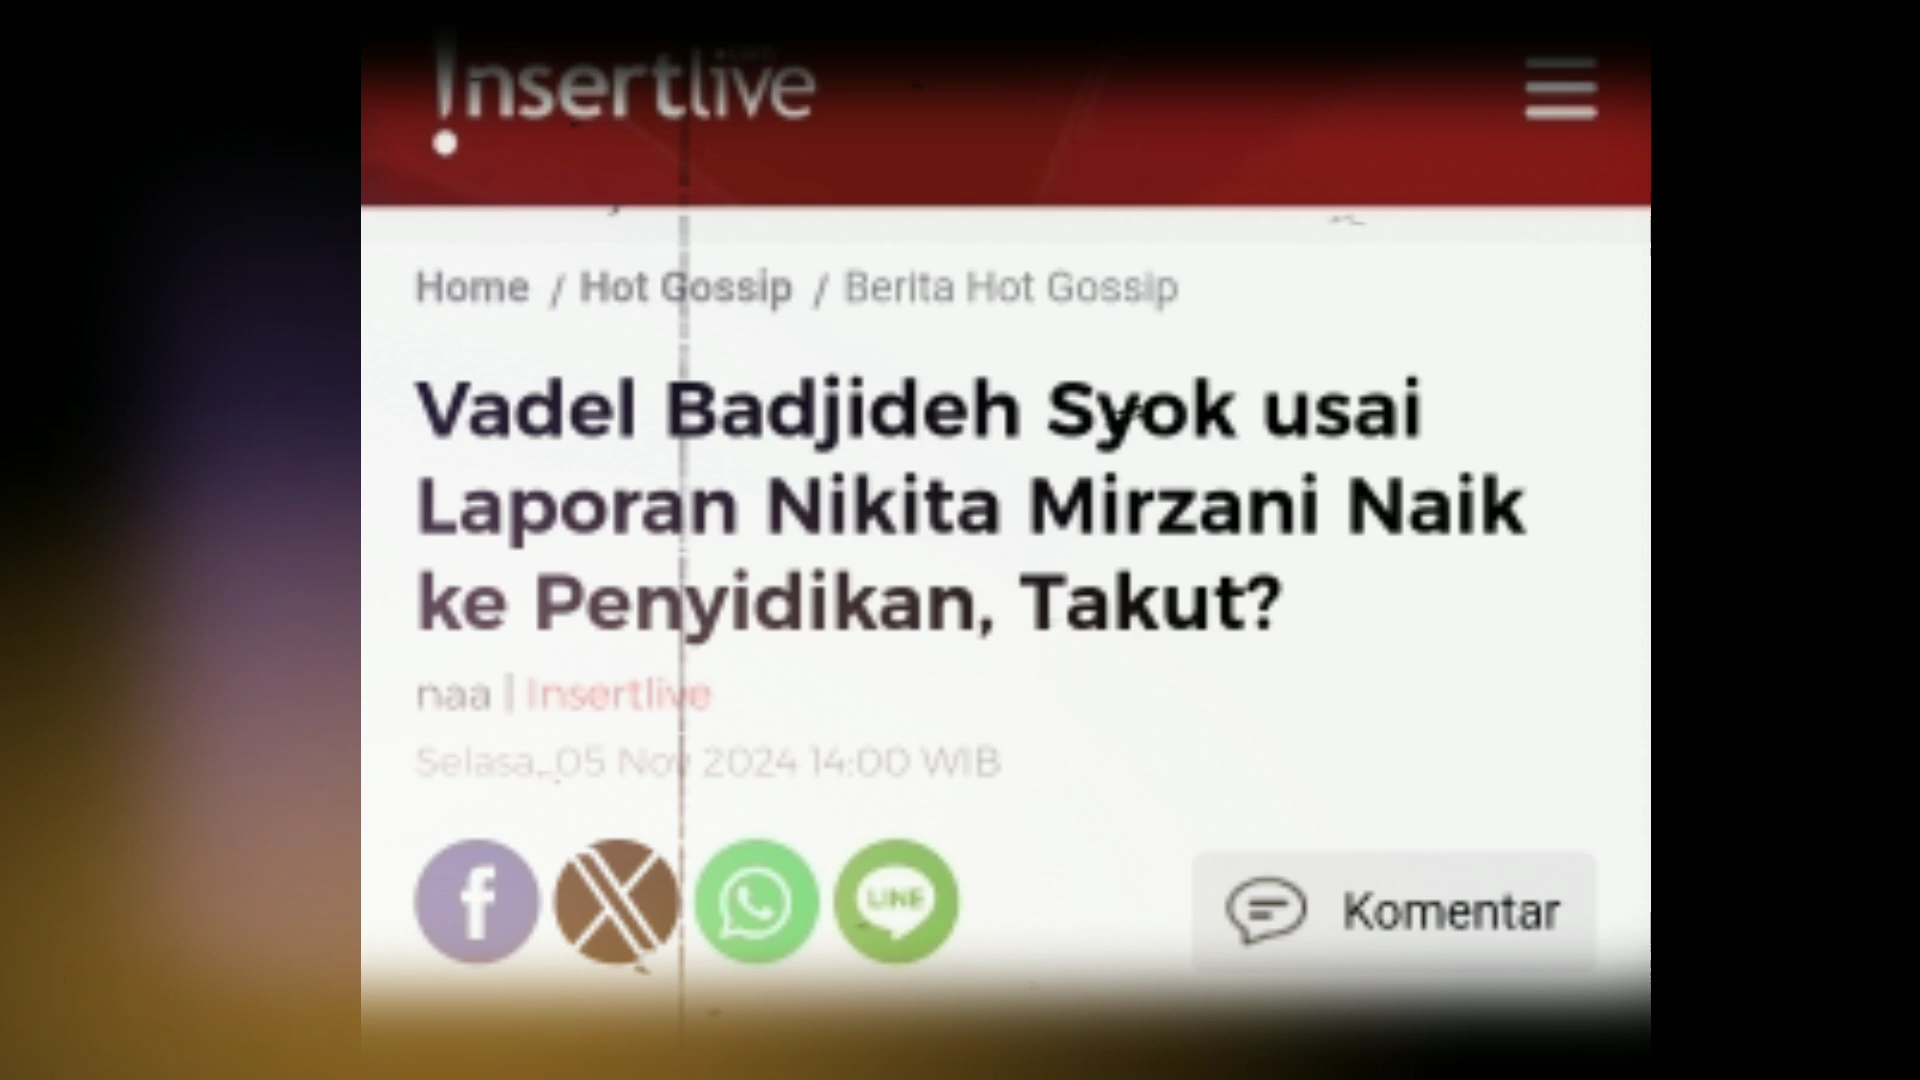 Insertlive
Home / Hot Gossip / Berita Hot Gossip
Vadel Badjideh Syok usai
Laporan Nikita Mirzani Naik
ke Penyidikan, Takut?
naa | Insertlive
Selasa, 05 Nov 2024 14:00 WIB
LINE
Komentar